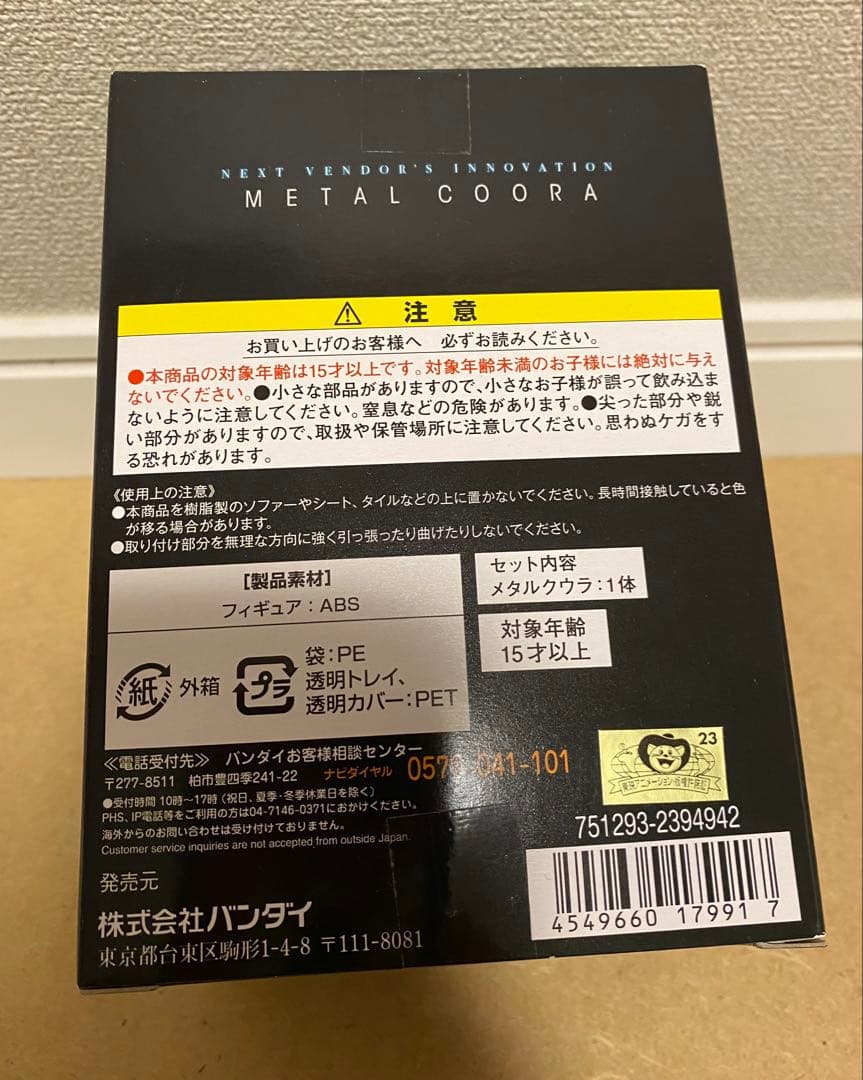 NEXT VENDOR'S INNOVATION
METAL COORA
注意
お買い上げのお客様へ 必ずお読みください。
●本商品の対象年齢は15才以上です。対象年齢未満のお子様には絶対に与え
ないでください。●小さな部品がありますので、小さなお子様が誤って飲み込ま
ないように注意してください。窒息などの危険があります。●尖った部分や鋭
い部分がありますので、取扱や保管場所に注意してください。思わぬケガをす
る恐れがあります。
《使用上の注意》
●本商品を樹脂製のソファーやシート、タイルなどの上に置かないでください。長時間接触していると色
が移る場合があります。
●取り付け部分を無理な方向に強く引っ張ったり曲げたりしないでください。
[製品素材]
フィギュア：ABS
紙 外箱
プラ
袋：PE
透明トレイ、
透明カバー：PET
セット内容
メタルクウラ：1体
対象年齢
15才以上
≪電話受付先≫ バンダイお客様相談センター
〒277-8511 柏市豊四季241-22 ナビダイヤル 0570-041-101
●受付時間 10時～17時（祝日、夏季・冬季休業日を除く）
PHS、IP電話等をご利用の方は04-7146-0371におかけください。
海外からのお問い合わせは受け付けておりません。
Customer service inquiries are not accepted from outside Japan.
発売元
株式会社バンダイ
東京都台東区駒形1-4-8 〒111-8081
23
東映アニメーション・版権許諾証
751293-2394942
4549660 17991 7